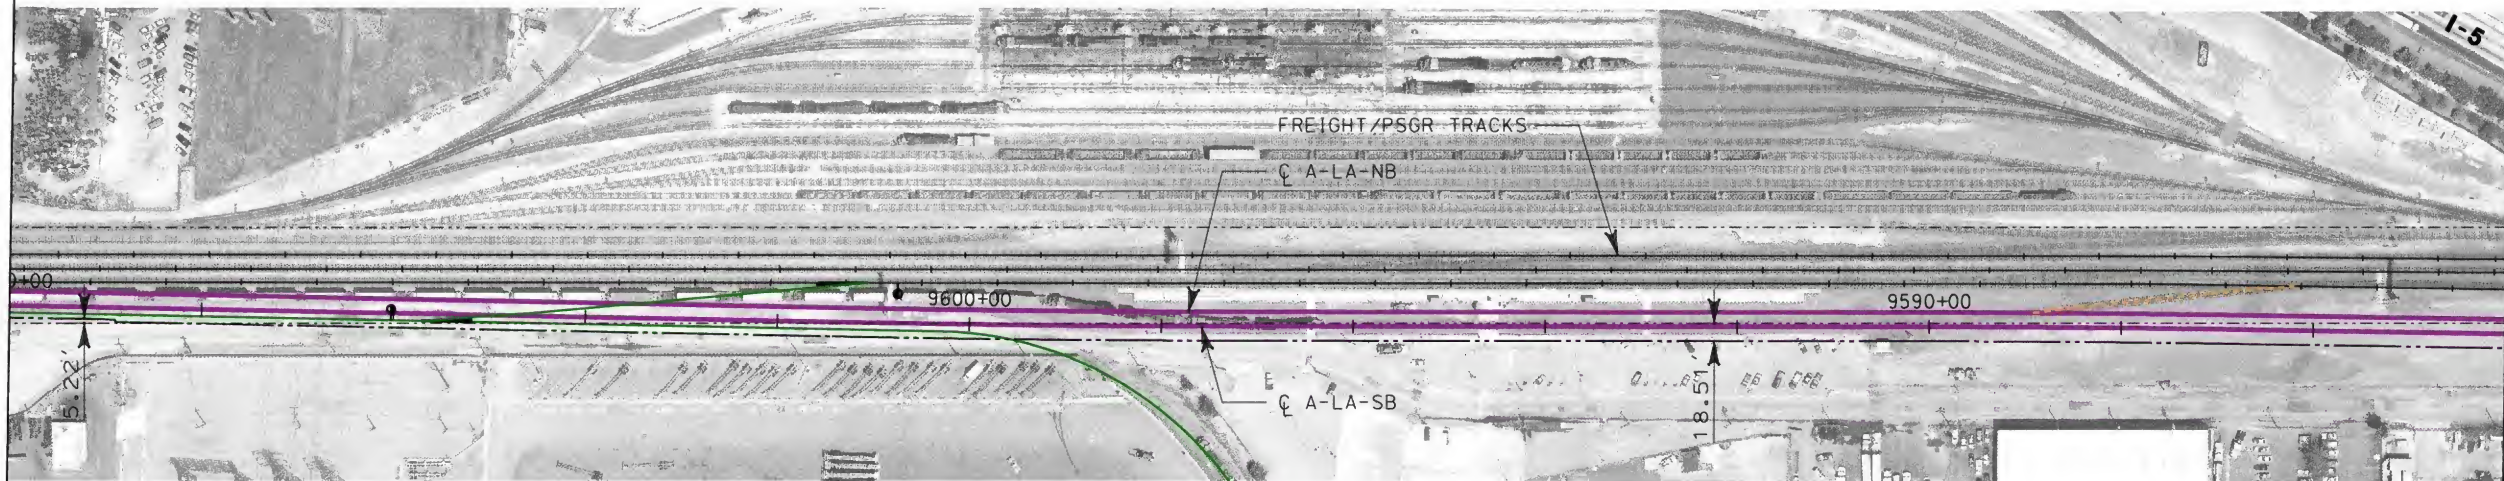 I-5
FREIGHT/PSGR TRACKS
℄ A-LA-NB
0+00
9600+00
9590+00
5.22'
18.51'
℄ A-LA-SB